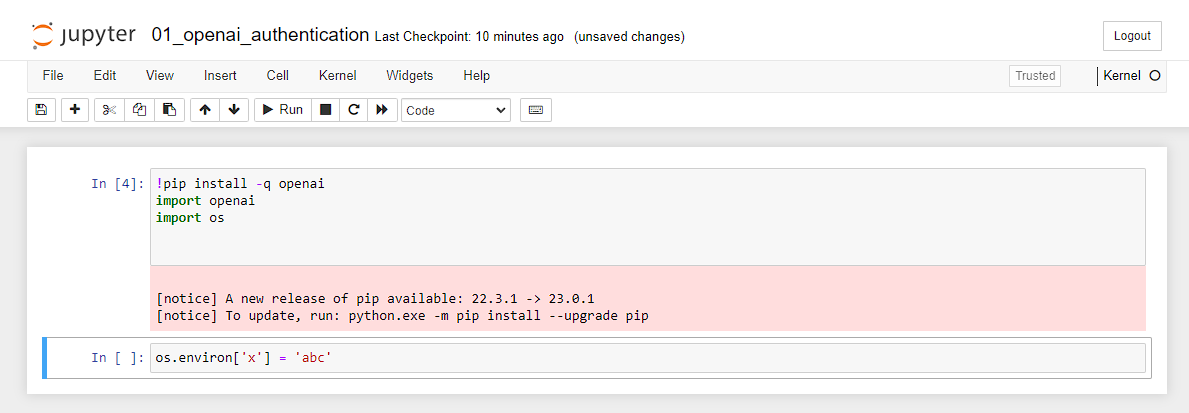 jupyter 01_openai_authentication Last Checkpoint: 10 minutes ago (unsaved changes) Logout
File Edit View Insert Cell Kernel Widgets Help Trusted Kernel
Run Code
In [4]: !pip install -q openai
import openai
import os
[notice] A new release of pip available: 22.3.1 -> 23.0.1
[notice] To update, run: python.exe -m pip install --upgrade pip
In [ ]: os.environ['x'] = 'abc'